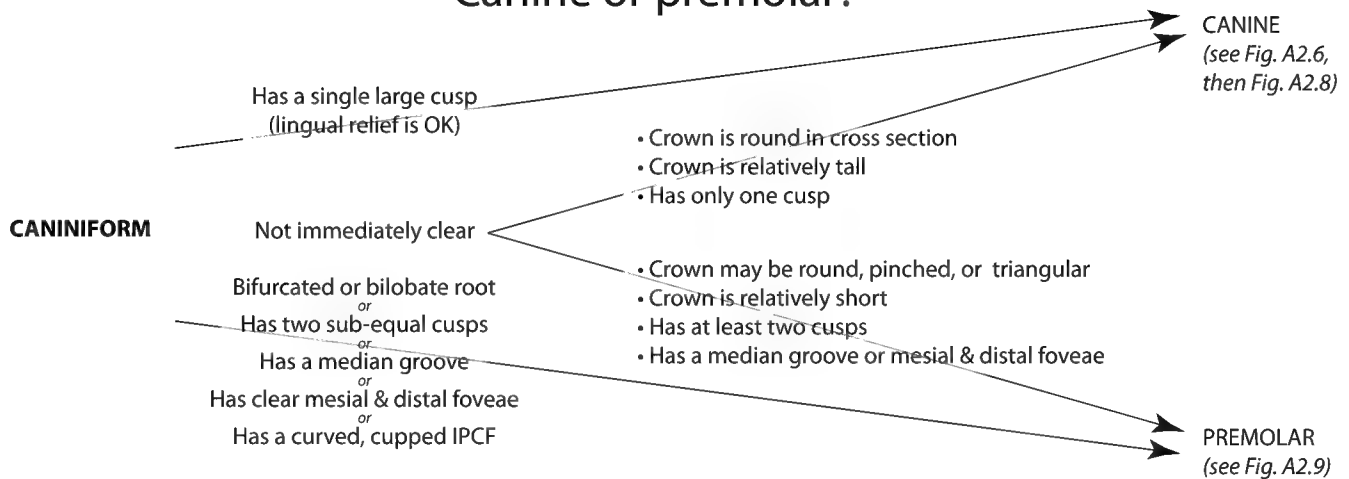 Canine or premolar?
CANINE
(see Fig. A2.6,
then Fig. A2.8)
Has a single large cusp
(lingual relief is OK)
• Crown is round in cross section
• Crown is relatively tall
• Has only one cusp
CANINIFORM
Not immediately clear
Bifurcated or bilobate root
or
Has two sub-equal cusps
or
Has a median groove
or
Has clear mesial & distal foveae
or
Has a curved, cupped IPCF
• Crown may be round, pinched, or triangular
• Crown is relatively short
• Has at least two cusps
• Has a median groove or mesial & distal foveae
PREMOLAR
(see Fig. A2.9)